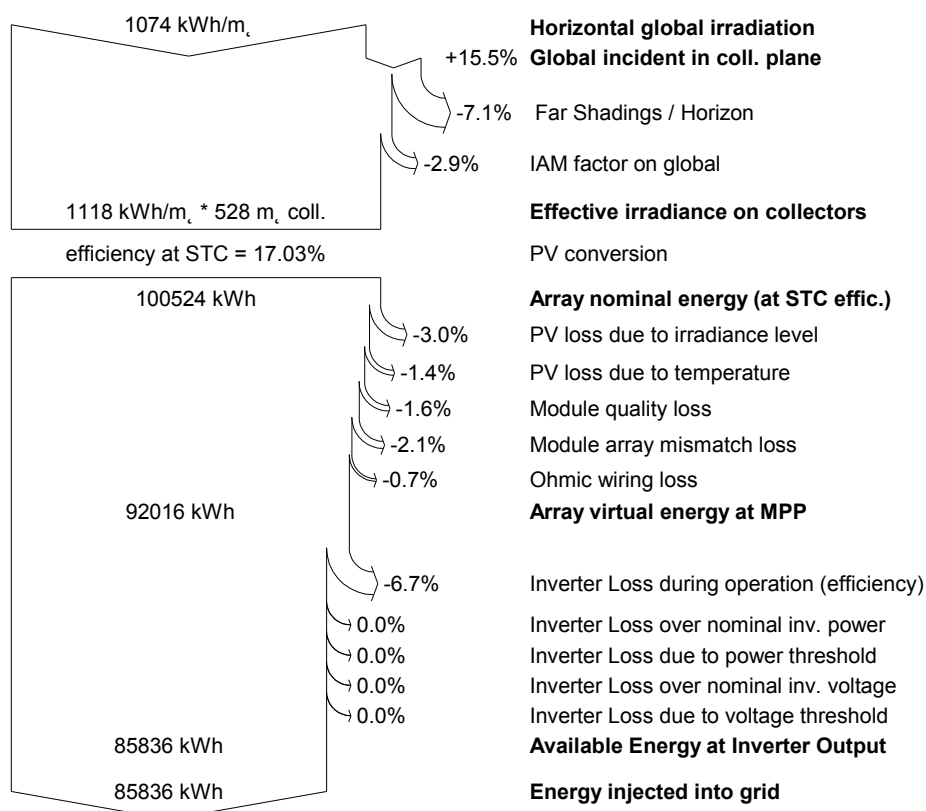 1074 kWh/m˛ Horizontal global irradiation
+15.5% Global incident in coll. plane
-7.1% Far Shadings / Horizon
-2.9% IAM factor on global
1118 kWh/m˛ * 528 m˛ coll. Effective irradiance on collectors
efficiency at STC = 17.03% PV conversion
100524 kWh Array nominal energy (at STC effic.)
-3.0% PV loss due to irradiance level
-1.4% PV loss due to temperature
-1.6% Module quality loss
-2.1% Module array mismatch loss
-0.7% Ohmic wiring loss
92016 kWh Array virtual energy at MPP
-6.7% Inverter Loss during operation (efficiency)
0.0% Inverter Loss over nominal inv. power
0.0% Inverter Loss due to power threshold
0.0% Inverter Loss over nominal inv. voltage
0.0% Inverter Loss due to voltage threshold
85836 kWh Available Energy at Inverter Output
85836 kWh Energy injected into grid